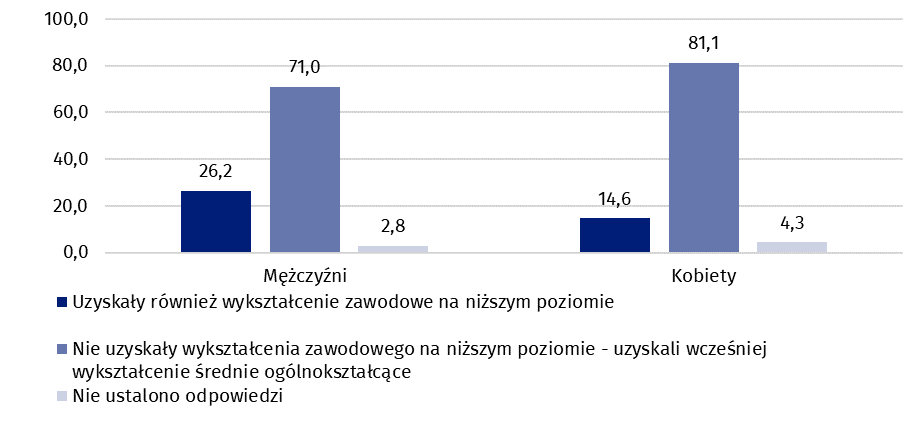 100,0
80,0
60,0
40,0
20,0
0,0
26,2
71,0
2,8
14,6
81,1
4,3
Mężczyźni
Kobiety
Uzyskały również wykształcenie zawodowe na niższym poziomie
Nie uzyskały wykształcenia zawodowego na niższym poziomie - uzyskali wcześniej
wykształcenie średnie ogólnokształcące
Nie ustalono odpowiedzi